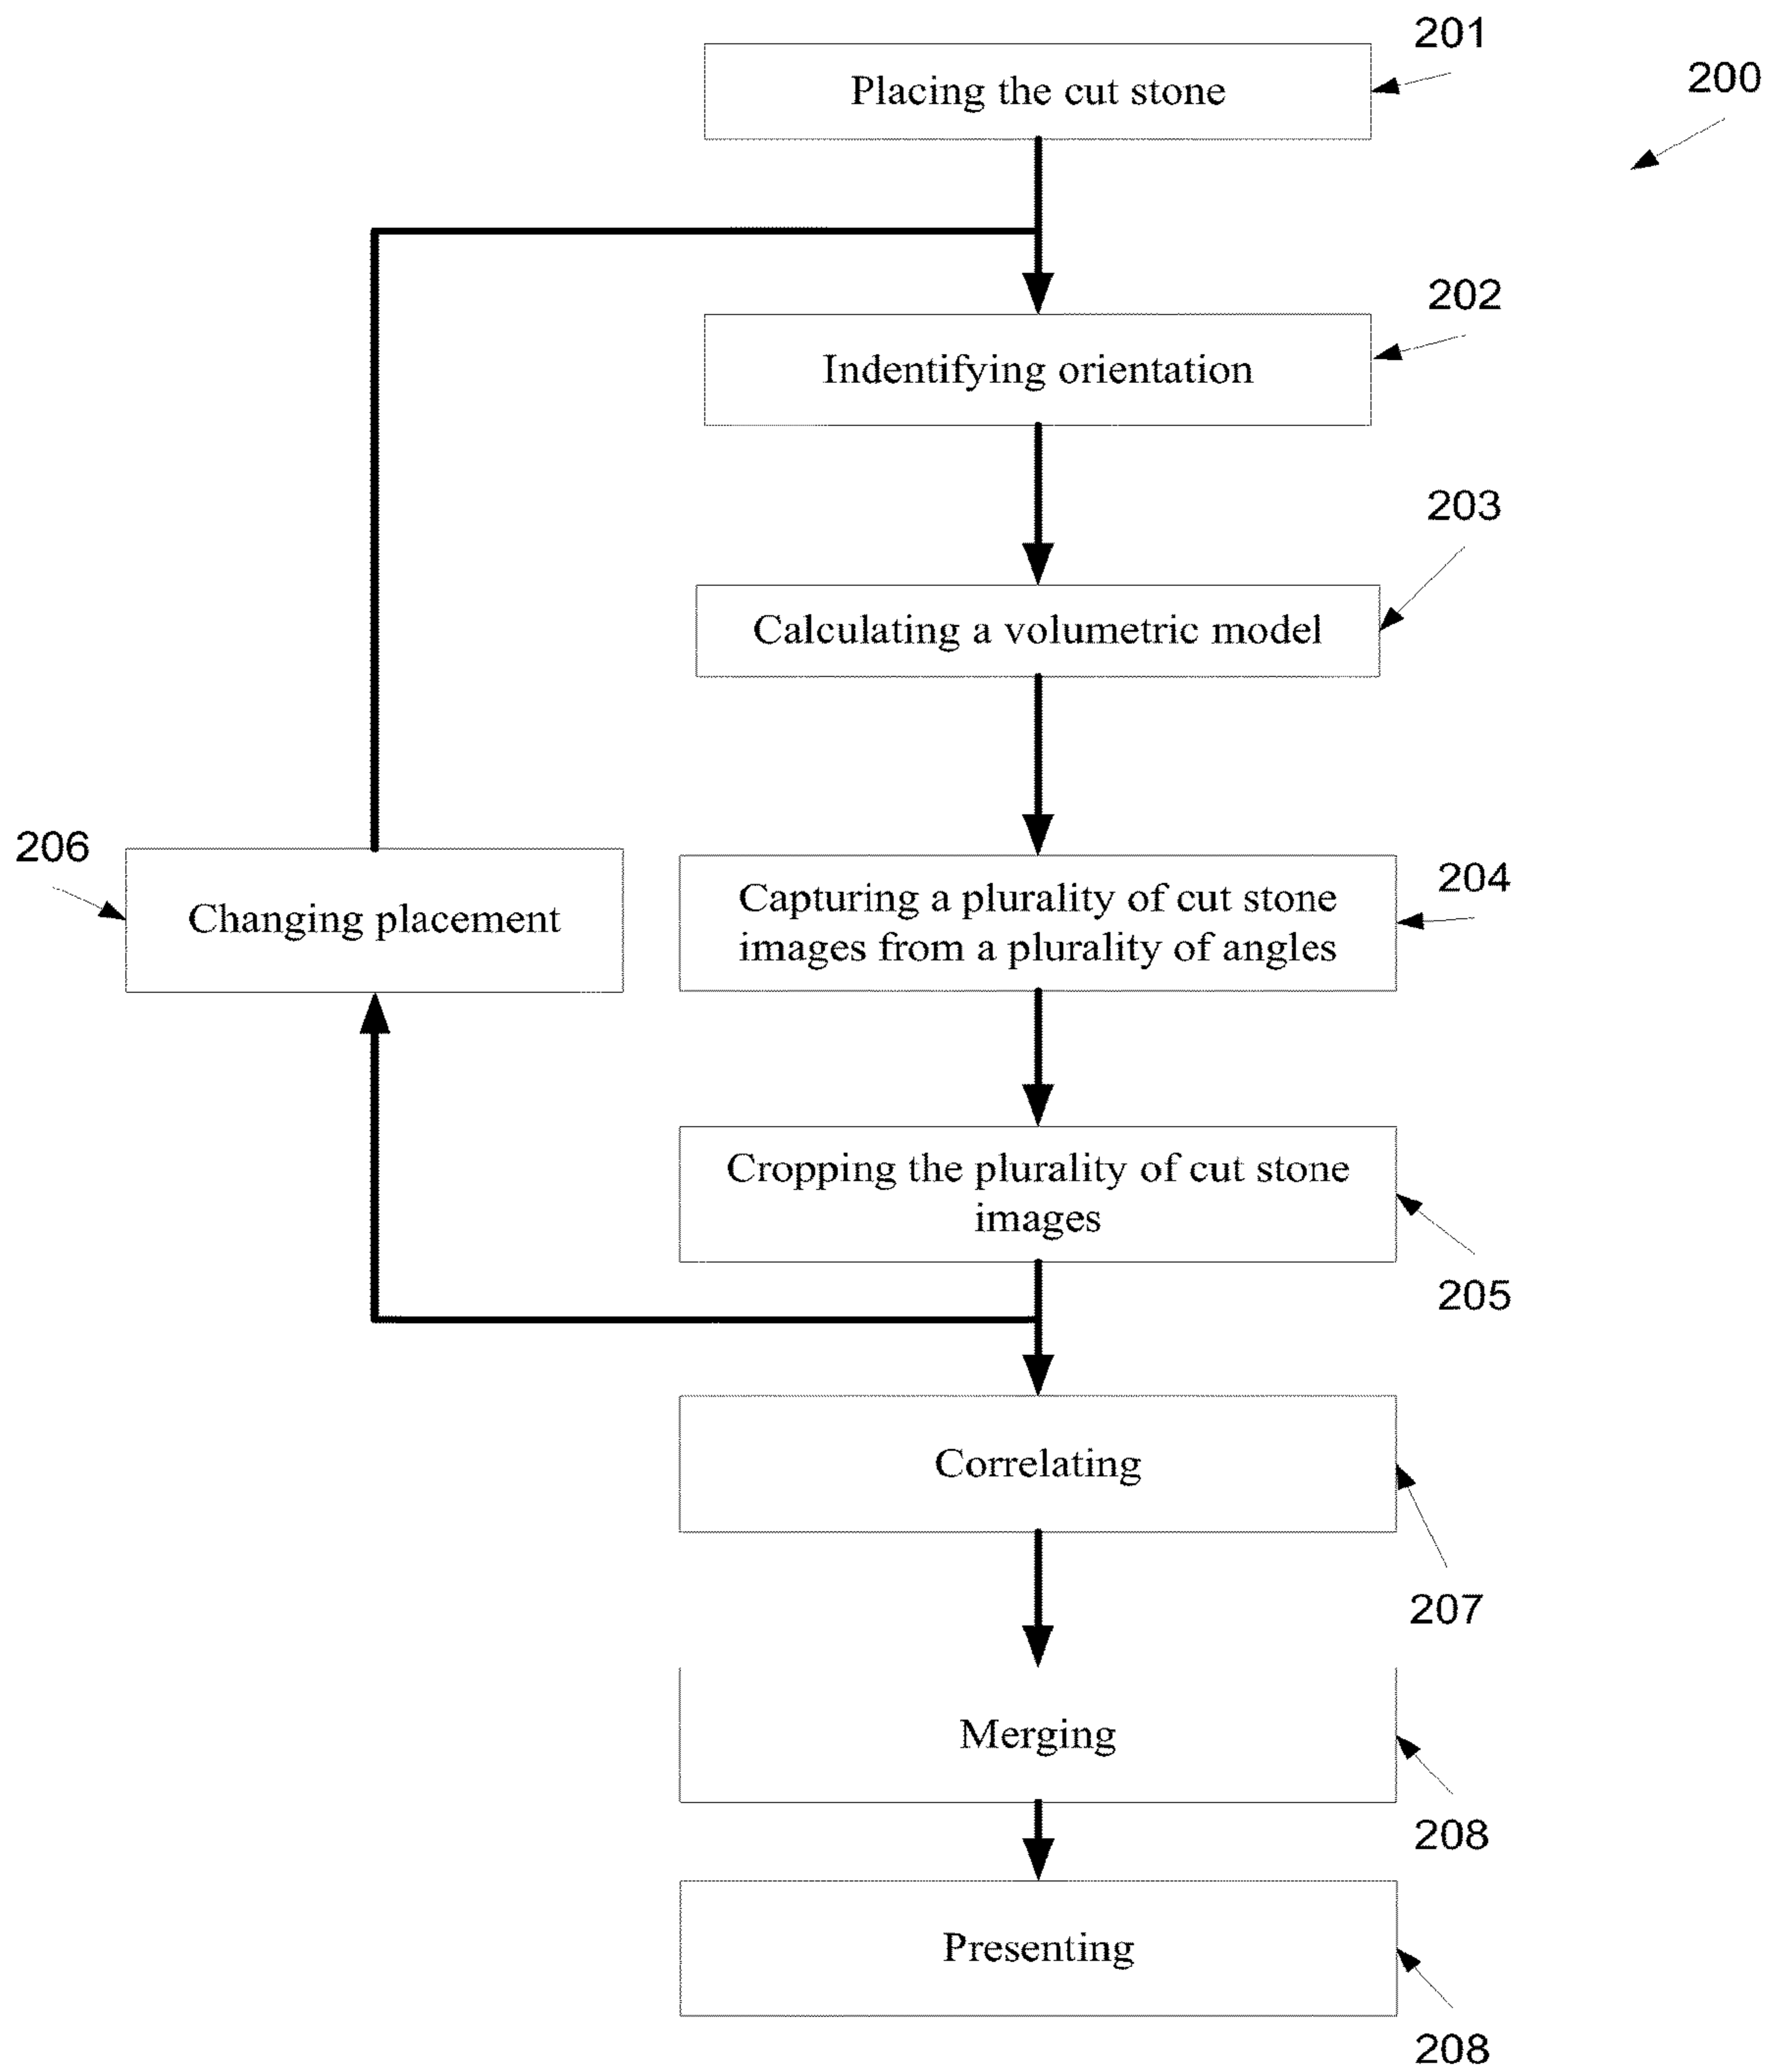 201
Placing the cut stone
200
202
Indentifying orientation
203
Calculating a volumetric model
206
Changing placement
204
Capturing a plurality of cut stone
images from a plurality of angles
Cropping the plurality of cut stone
images
205
Correlating
207
Merging
208
Presenting
208